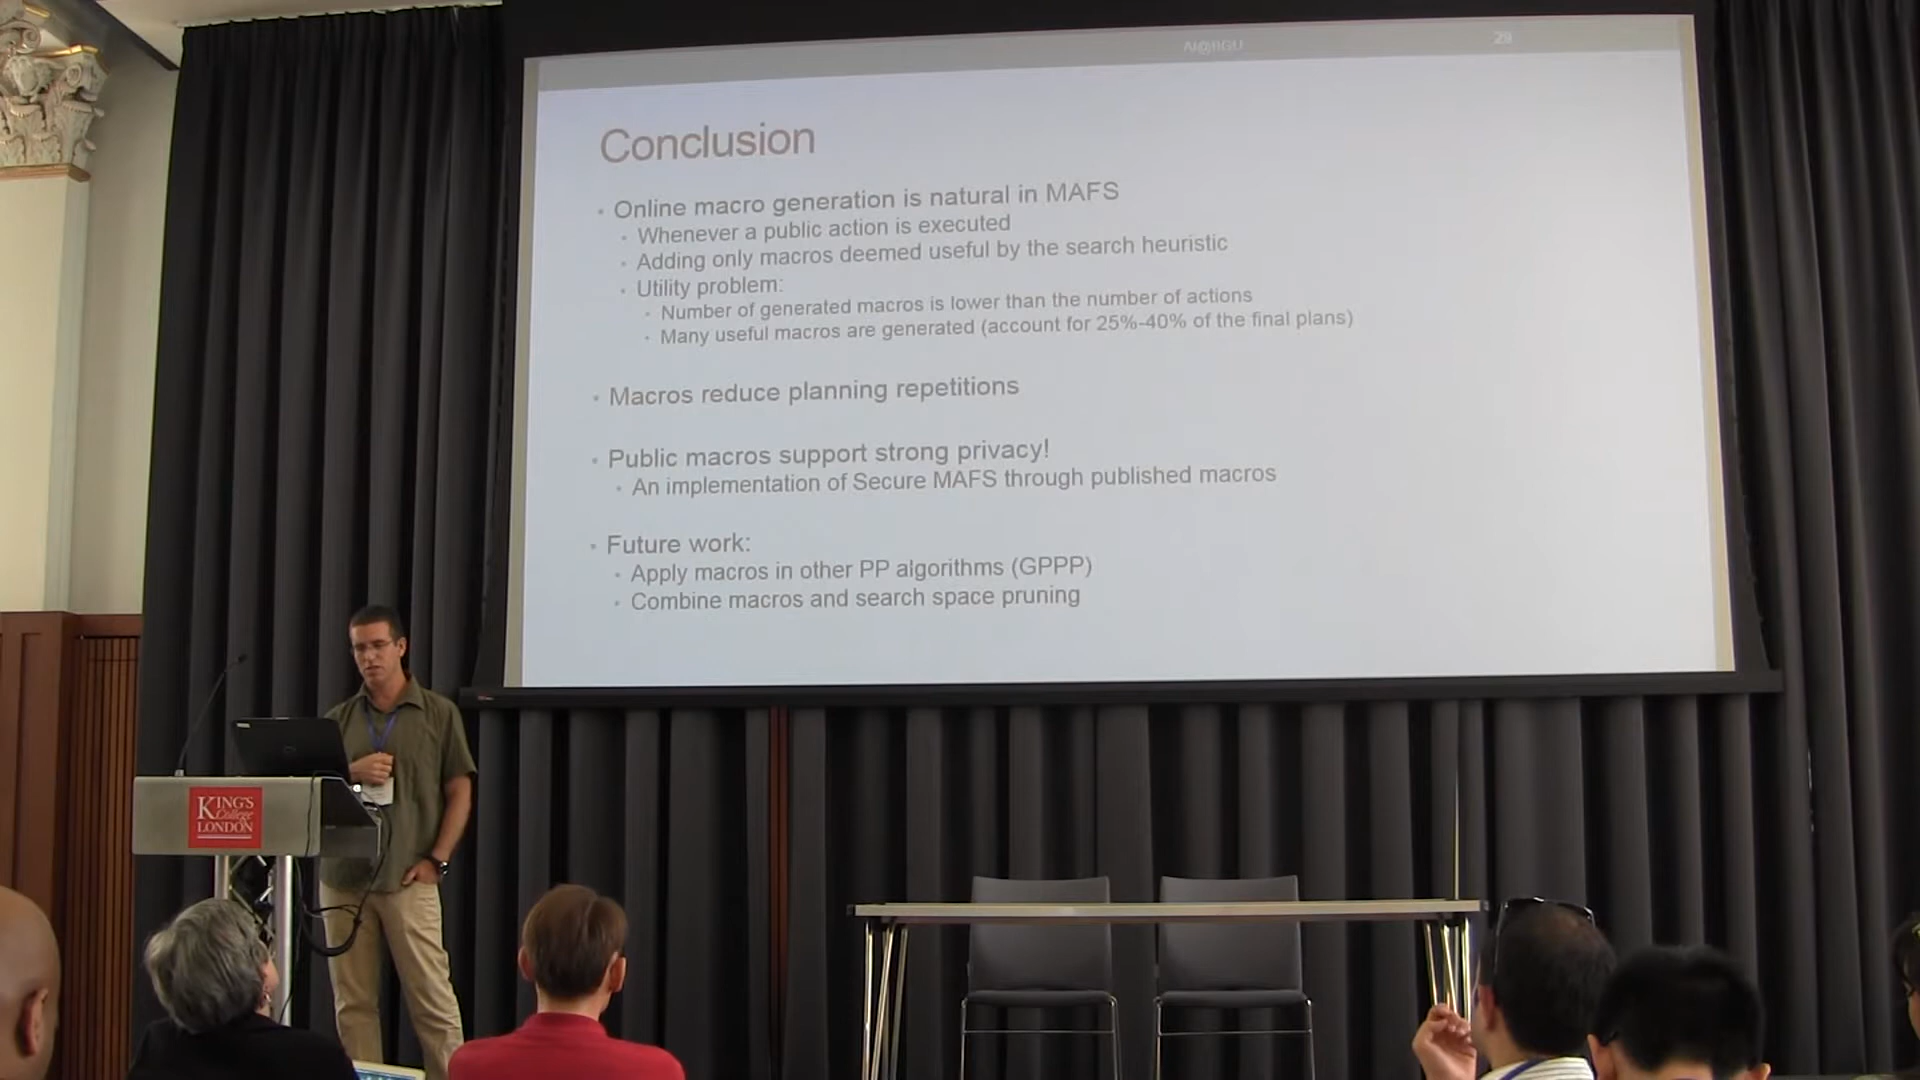 AI@BGU
29
Conclusion
Online macro generation is natural in MAFS
Whenever a public action is executed
Adding only macros deemed useful by the search heuristic
Utility problem:
Number of generated macros is lower than the number of actions
Many useful macros are generated (account for 25%-40% of the final plans)
Macros reduce planning repetitions
Public macros support strong privacy!
An implementation of Secure MAFS through published macros
Future work:
Apply macros in other PP algorithms (GPPP)
Combine macros and search space pruning
KING'S
College
LONDON